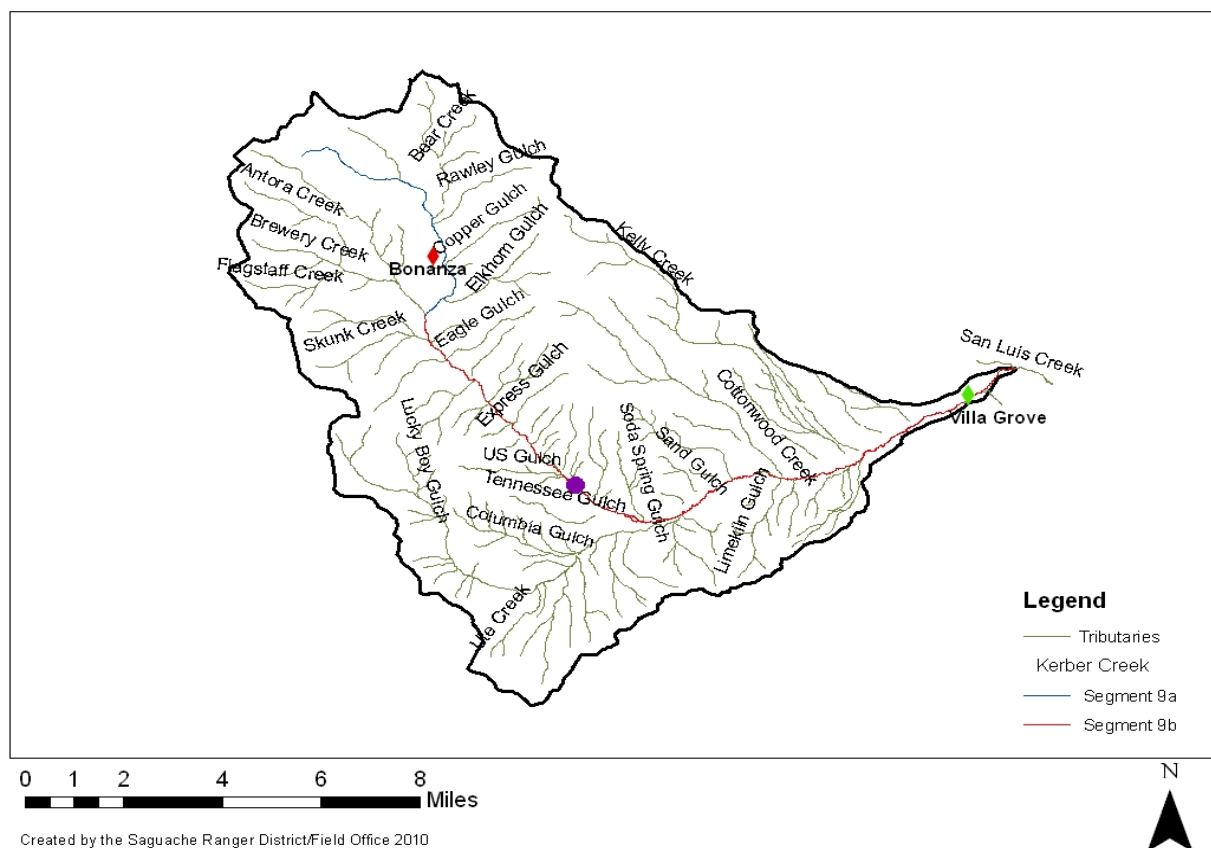 Bear Creek
Rawley Gulch
Antora Creek
Copper Gulch
Brewery Creek
Elkhorn Gulch
Kelly Creek
Bonanza
Flagstaff Creek
Skunk Creek
Eagle Gulch
San Luis Creek
Express Gulch
Cottonwood Creek
Villa Grove
Lucky Boy Gulch
Soda Spring Gulch
Sand Gulch
US Gulch
Tennessee Gulch
Columbia Gulch
Limekiln Gulch
Ute Creek
Legend
Tributaries
Kerber Creek
Segment 9a
Segment 9b
0 1 2 4 6 8
Miles
N
Created by the Saguache Ranger District/Field Office 2010